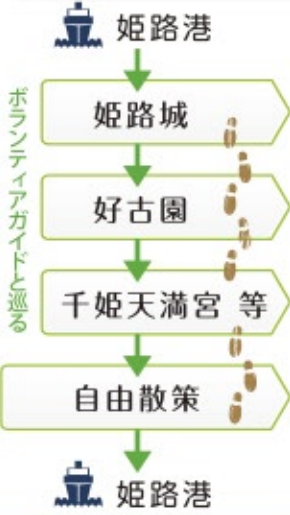 姫路港
姫路城
好古園
千姫天満宮 等
ボランティアガイドと巡る
自由散策
姫路港